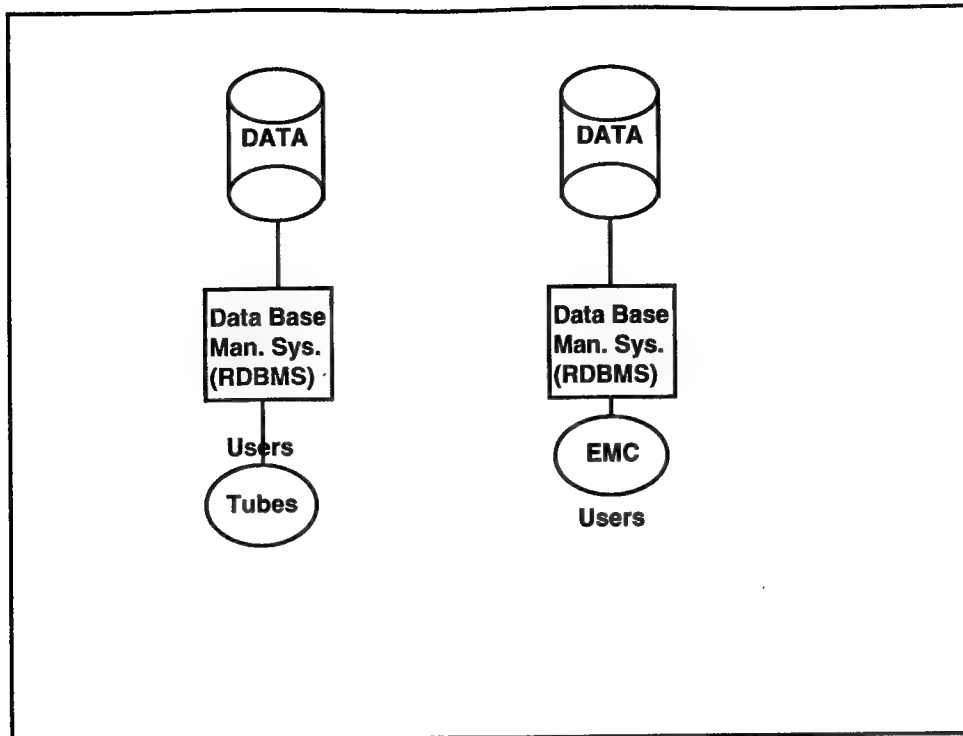 DATA
Data Base
Man. Sys.
(RDBMS)
Users
Tubes
DATA
Data Base
Man. Sys.
(RDBMS)
EMC
Users